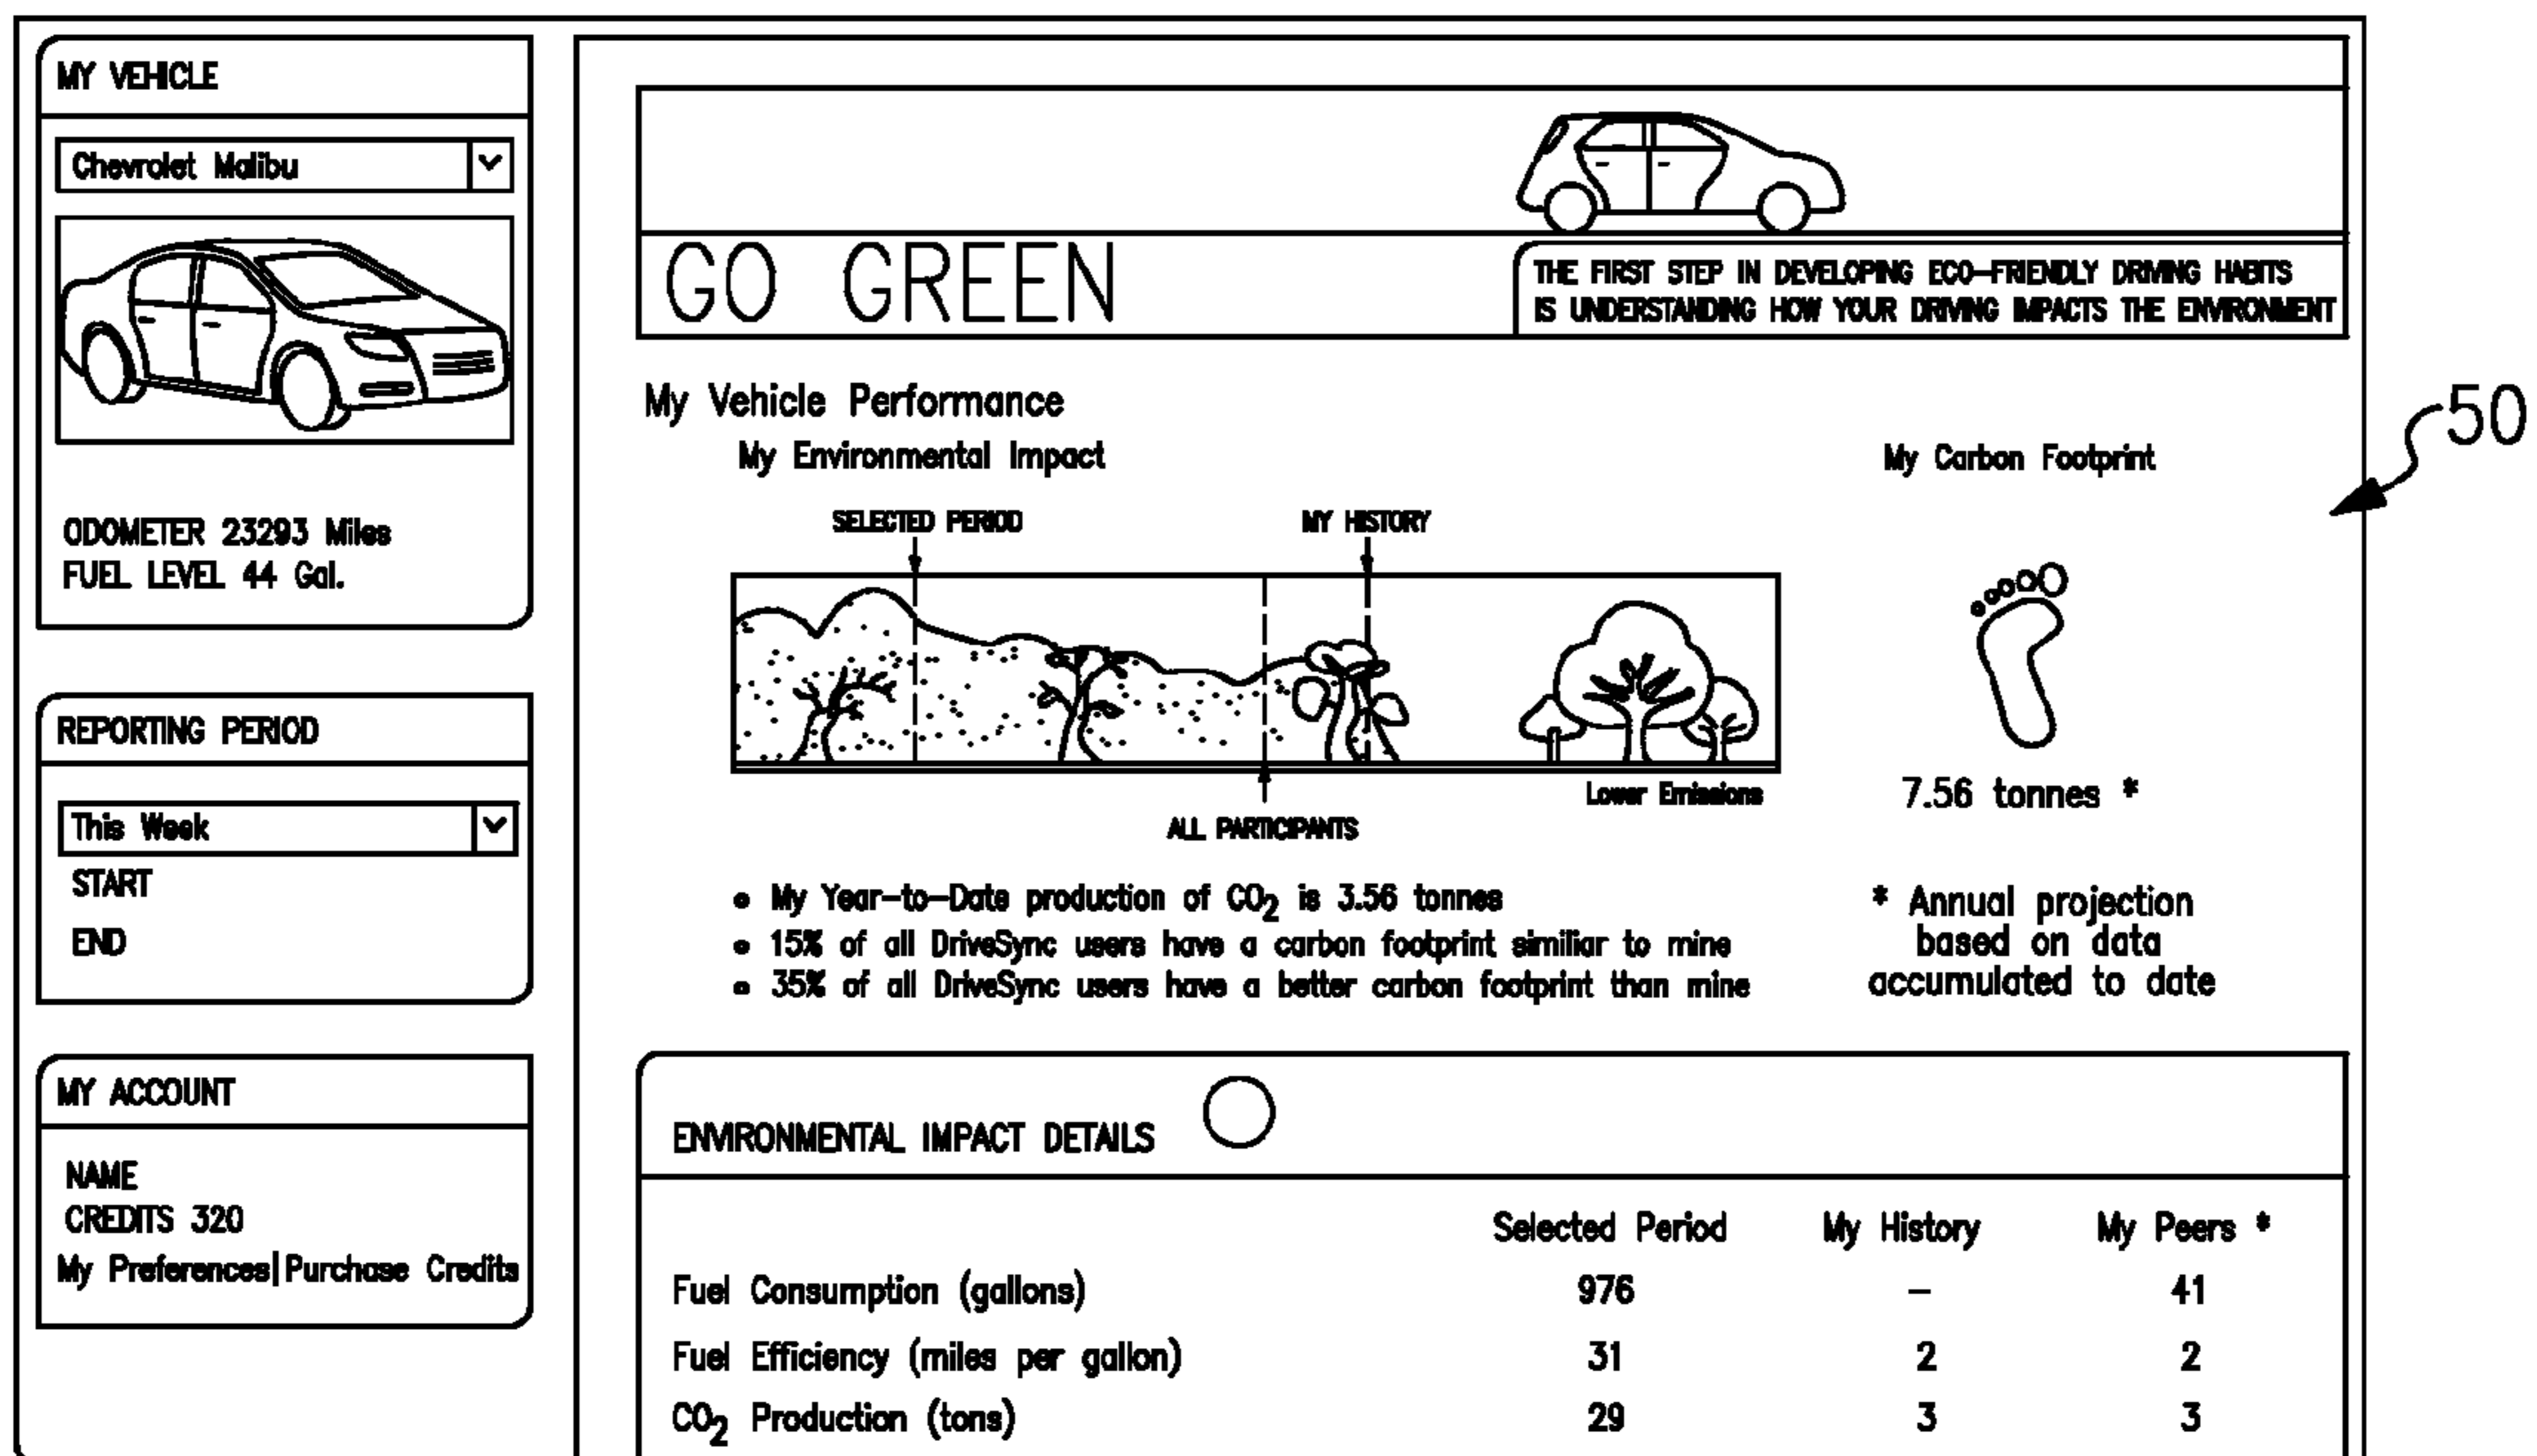 MY VEHICLE
Chevrolet Malibu
ODOMETER 23293 Miles
FUEL LEVEL 44 Gal.
REPORTING PERIOD
This Week
START
END
MY ACCOUNT
NAME
CREDITS 320
My Preferences|Purchase Credits
GO GREEN
THE FIRST STEP IN DEVELOPING ECO-FRIENDLY DRIVING HABITS
IS UNDERSTANDING HOW YOUR DRIVING IMPACTS THE ENVIRONMENT
50
My Vehicle Performance
My Environmental Impact
My Carbon Footprint
SELECTED PERIOD
MY HISTORY
Lower Emissions
ALL PARTICIPANTS
7.56 tonnes *
• My Year-to-Date production of CO₂ is 3.56 tonnes
• 15% of all DriveSync users have a carbon footprint similiar to mine
• 35% of all DriveSync users have a better carbon footprint than mine
* Annual projection
based on data
accumulated to date
ENVIRONMENTAL IMPACT DETAILS
Selected Period My History My Peers *
Fuel Consumption (gallons) 976 – 41
Fuel Efficiency (miles per gallon) 31 2 2
CO₂ Production (tons) 29 3 3